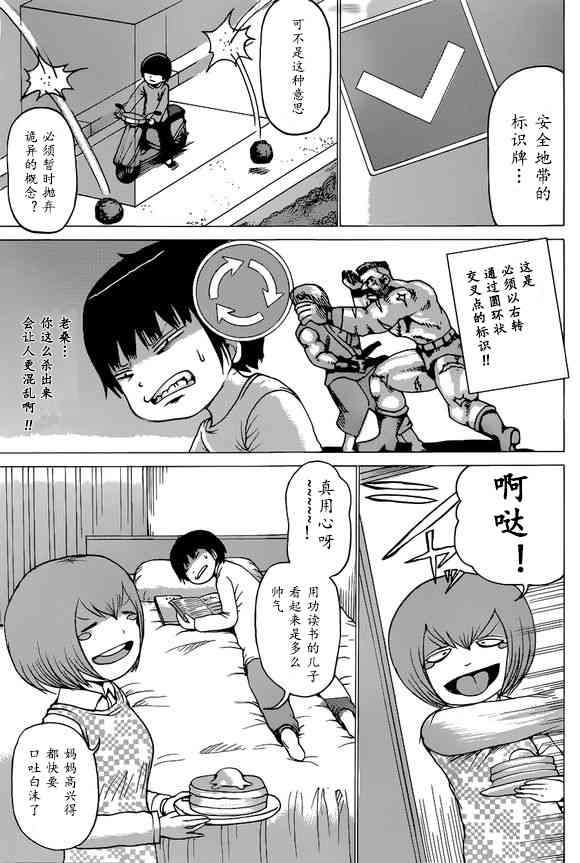 安全地带的
标识牌…
可不是这种
意思
必须暂时抛弃
诡异的概念？
这是
必须以右转
通过圆环状
交叉点的标识!!
老桑…
你这么杀出来
会让人更混乱啊!!
啊
哒！
真用心呀
~~~~~！
用功读书的儿子
看起来是多么
帅气
妈妈高兴得
都快要
口吐白沫了